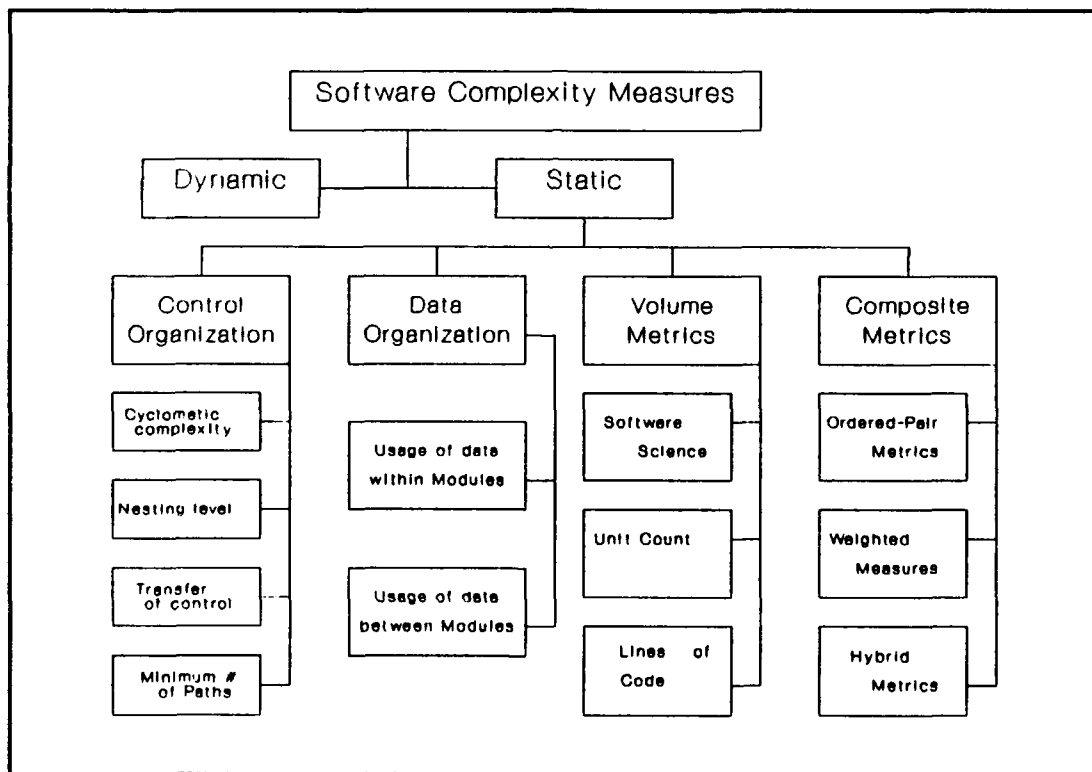 Software Complexity Measures
Dynamic
Static
Control
Organization
Data
Organization
Volume
Metrics
Composite
Metrics
Cyclometic
complexity
Nesting level
Transfer
of control
Minimum #
of Paths
Usage of data
within Modules
Usage of data
between Modules
Software
Science
Unit Count
Lines of
Code
Ordered-Pair
Metrics
Weighted
Measures
Hybrid
Metrics